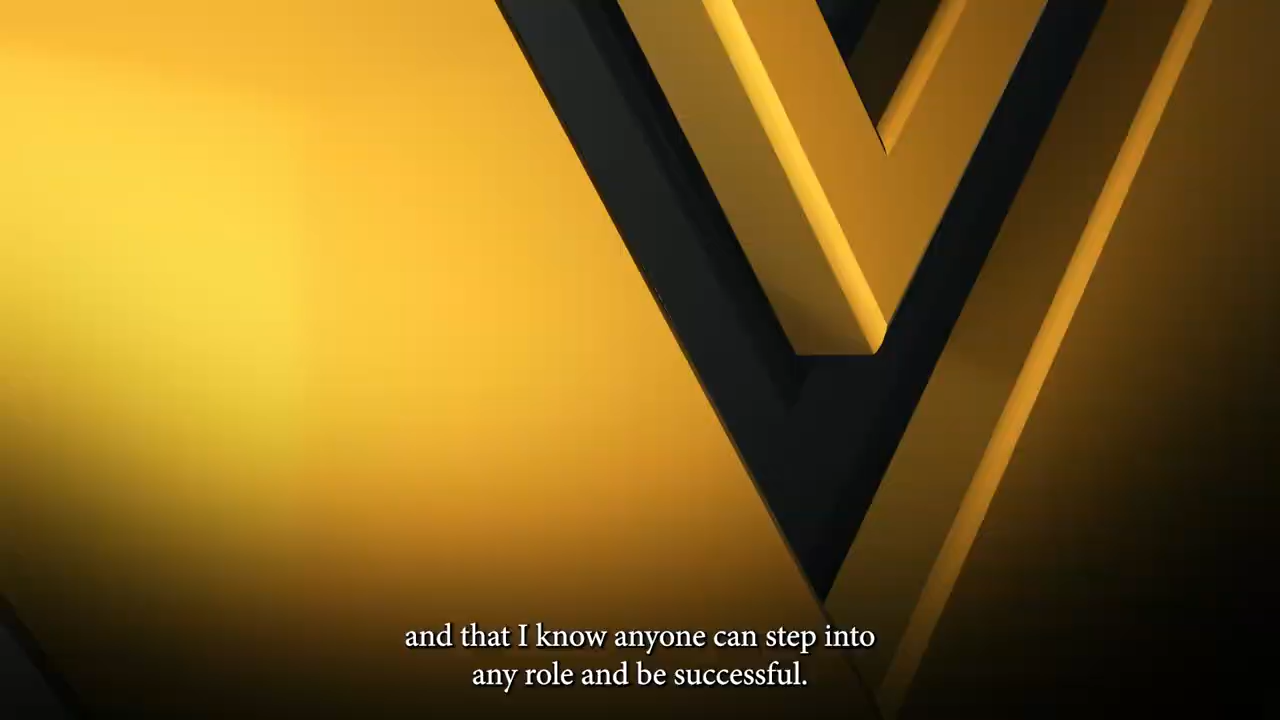 and that I know anyone can step into
any role and be successful.